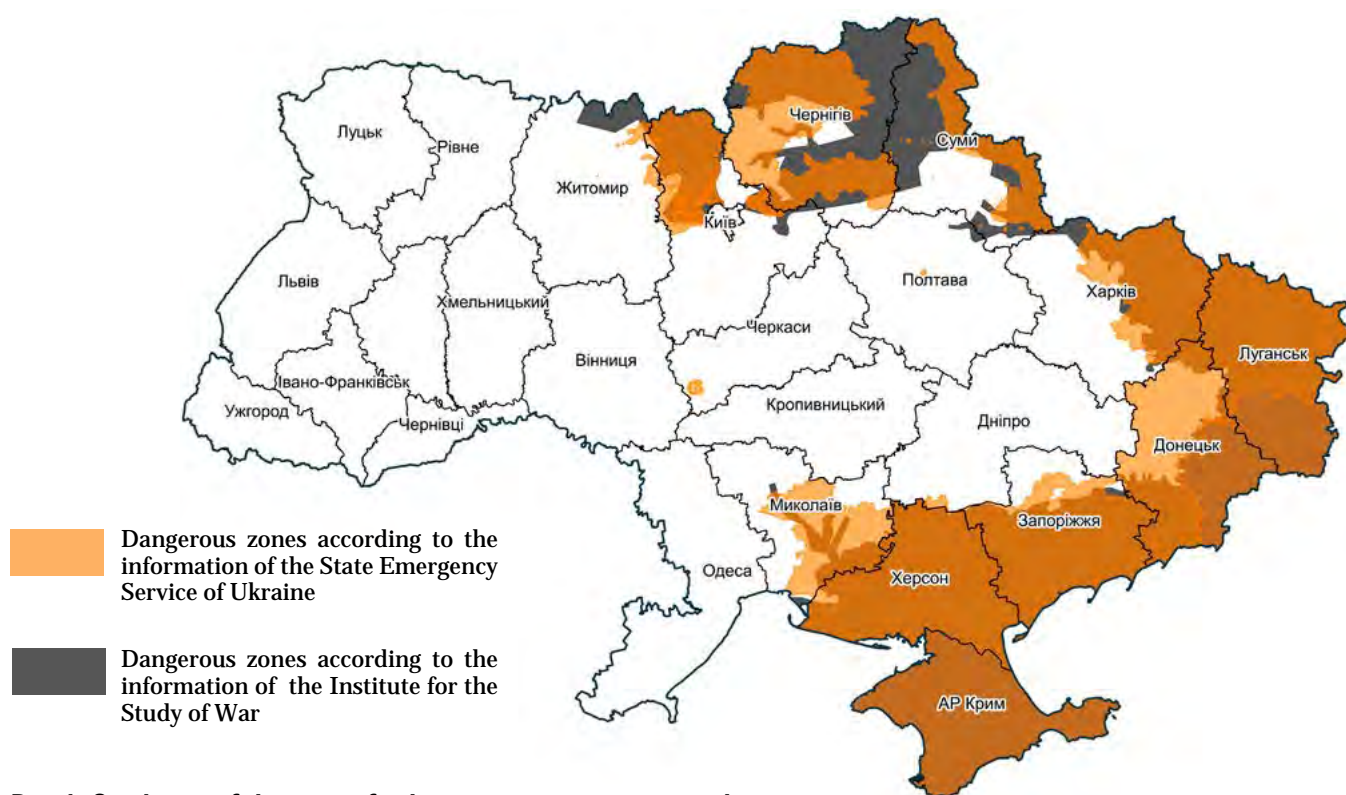 Чернігів
Суми
Луцьк
Рівне
Житомир
Київ
Львів
Хмельницький
Полтава
Харків
Черкаси
Луганськ
Вінниця
Івано-Франківськ
Ужгород
Чернівці
Кропивницький
Дніпро
Донецьк
Миколаїв
Запоріжжя
Одеса
Херсон
АР Крим
Dangerous zones according to the
information of the State Emergency
Service of Ukraine
Dangerous zones according to the
information of the Institute for the
Study of War